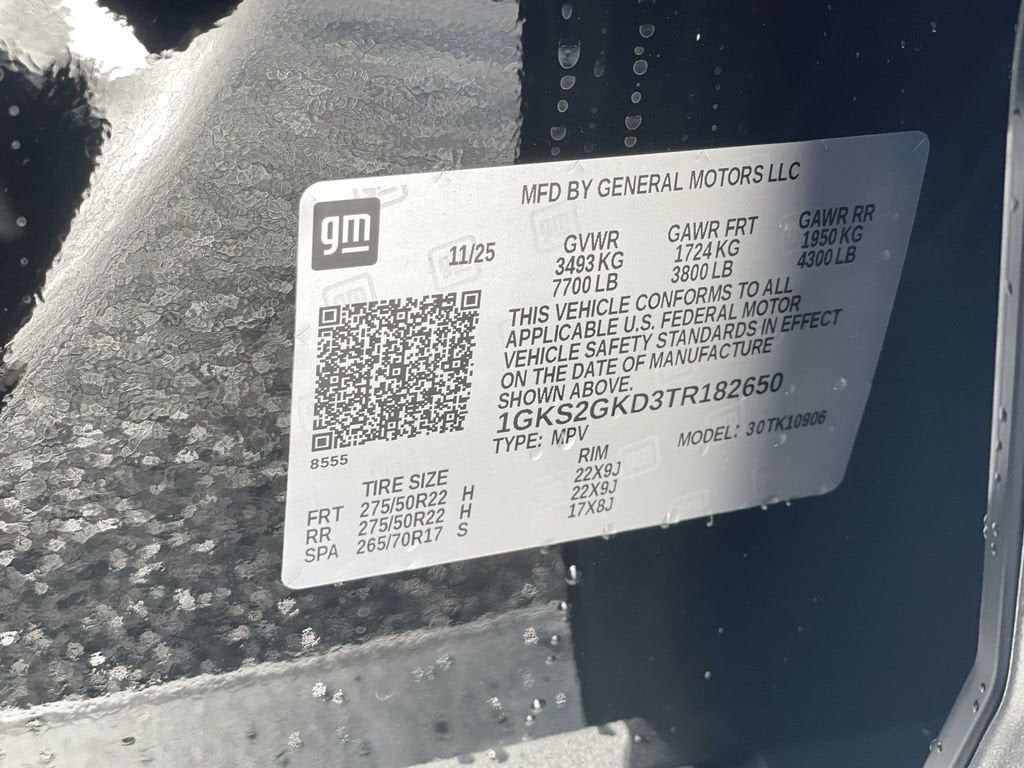 MFD BY GENERAL MOTORS LLC
gm
11/25
GVWR GAWR FRT GAWR RR
3493 KG 1724 KG 1950 KG
7700 LB 3800 LB 4300 LB
THIS VEHICLE CONFORMS TO ALL
APPLICABLE U.S. FEDERAL MOTOR
VEHICLE SAFETY STANDARDS IN EFFECT
ON THE DATE OF MANUFACTURE
SHOWN ABOVE.
1GKS2GKD3TR182650
TYPE: MPV MODEL: 30TK10906
8555
TIRE SIZE RIM
FRT 275/50R22 H 22X9J
RR 275/50R22 H 22X9J
SPA 265/70R17 S 17X8J